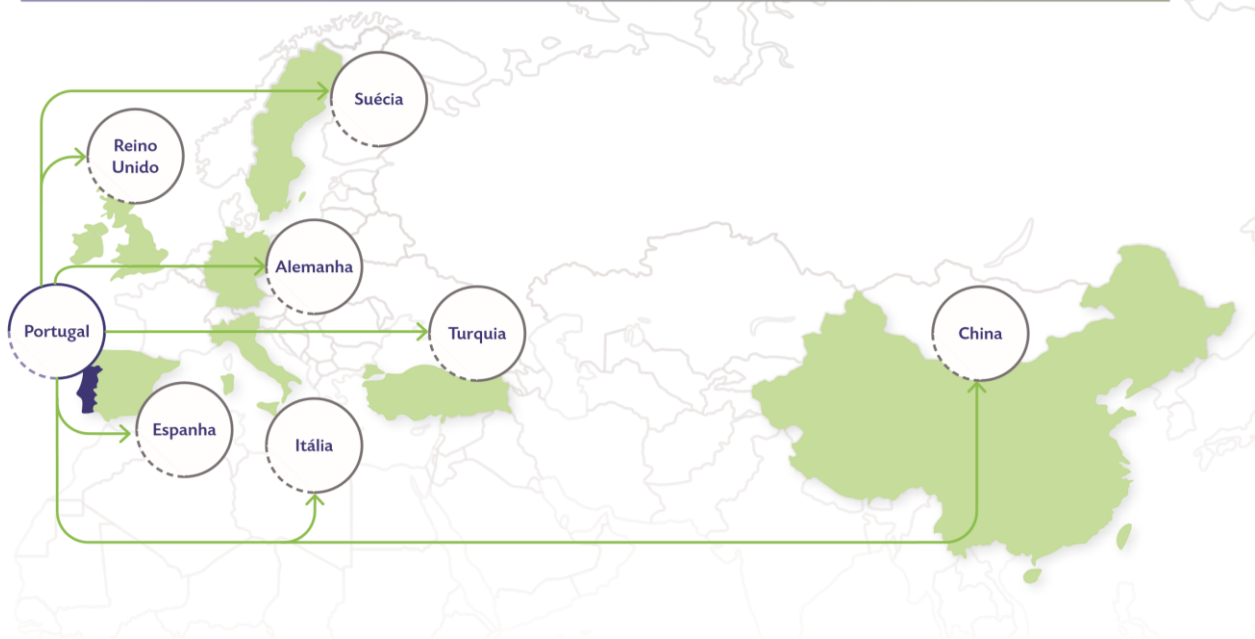 Suécia
Reino
Unido
Alemanha
Portugal
Turquia
China
Espanha
Itália